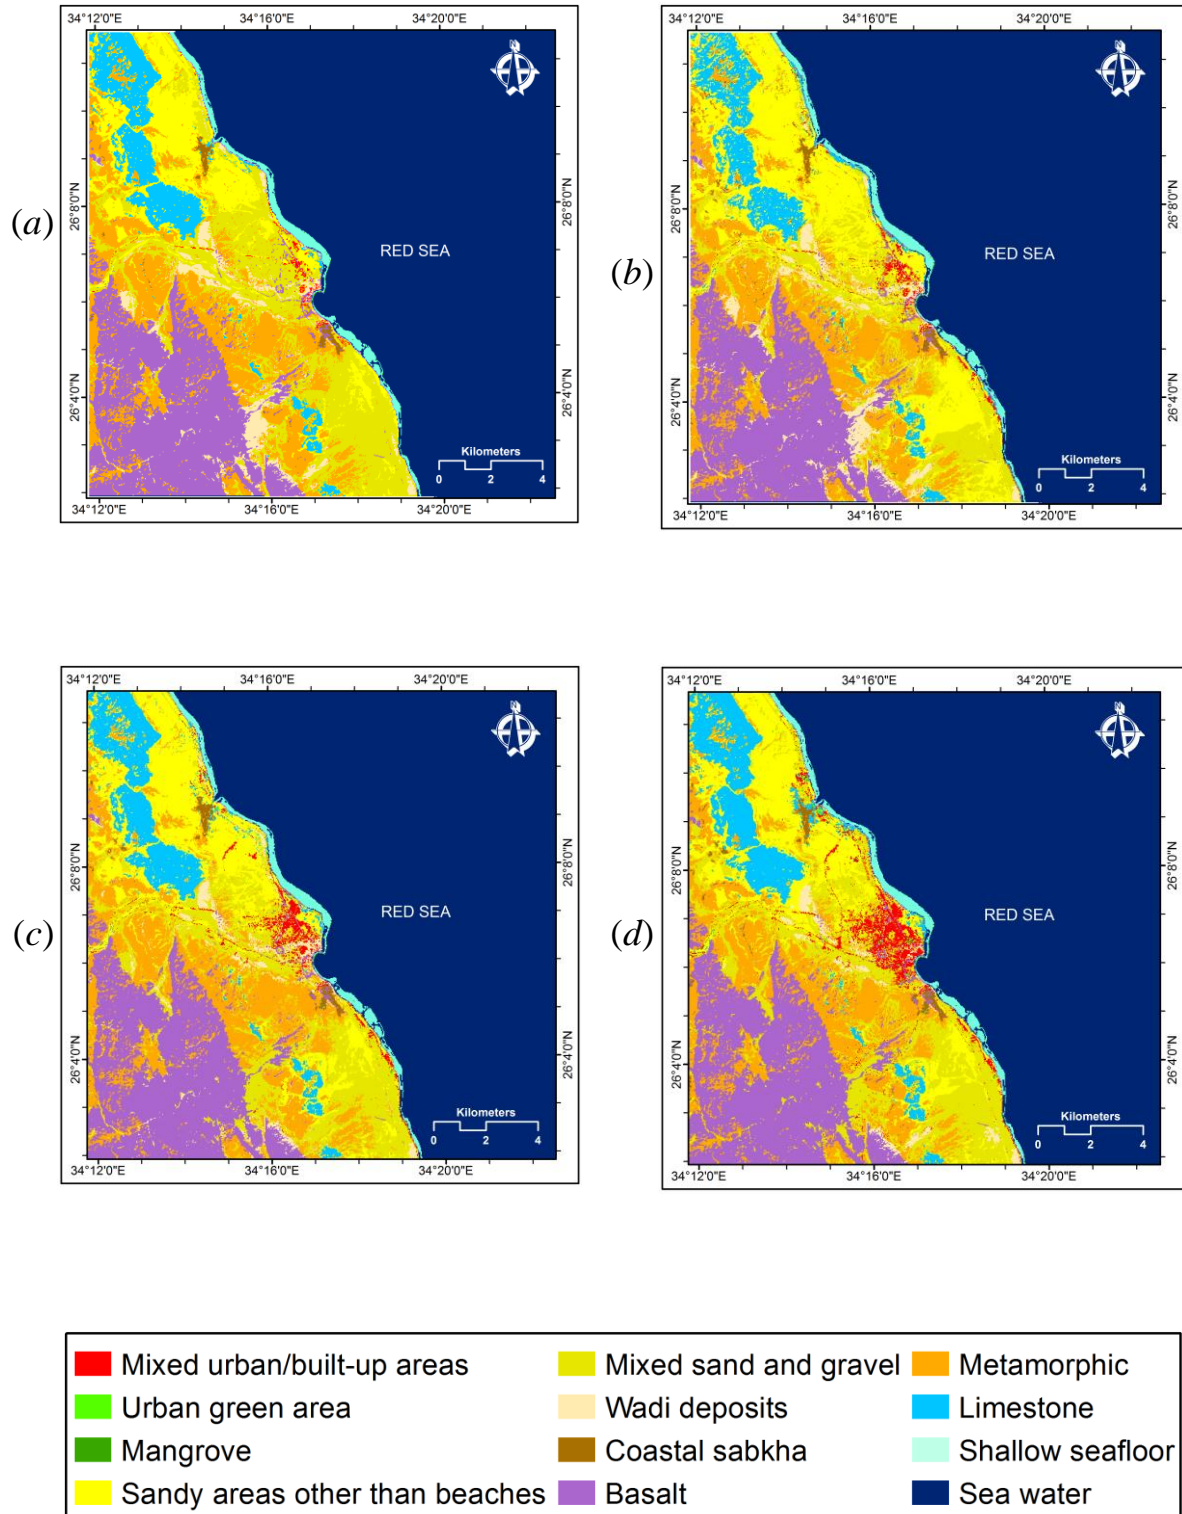 34°12'0"E 34°16'0"E 34°20'0"E
34°12'0"E 34°16'0"E 34°20'0"E
(a)
26°8'0"N
26°4'0"N
RED SEA
26°8'0"N
26°4'0"N
Kilometers
0 2 4
34°12'0"E 34°16'0"E 34°20'0"E
(b)
26°8'0"N
26°4'0"N
RED SEA
26°8'0"N
26°4'0"N
Kilometers
0 2 4
34°12'0"E 34°16'0"E 34°20'0"E
34°12'0"E 34°16'0"E 34°20'0"E
34°12'0"E 34°16'0"E 34°20'0"E
(c)
26°8'0"N
26°4'0"N
RED SEA
26°8'0"N
26°4'0"N
Kilometers
0 2 4
34°12'0"E 34°16'0"E 34°20'0"E
(d)
26°8'0"N
26°4'0"N
RED SEA
26°8'0"N
26°4'0"N
Kilometers
0 2 4
34°12'0"E 34°16'0"E 34°20'0"E
Mixed urban/built-up areas
Mixed sand and gravel
Metamorphic
Urban green area
Wadi deposits
Limestone
Mangrove
Coastal sabkha
Shallow seafloor
Sandy areas other than beaches
Basalt
Sea water